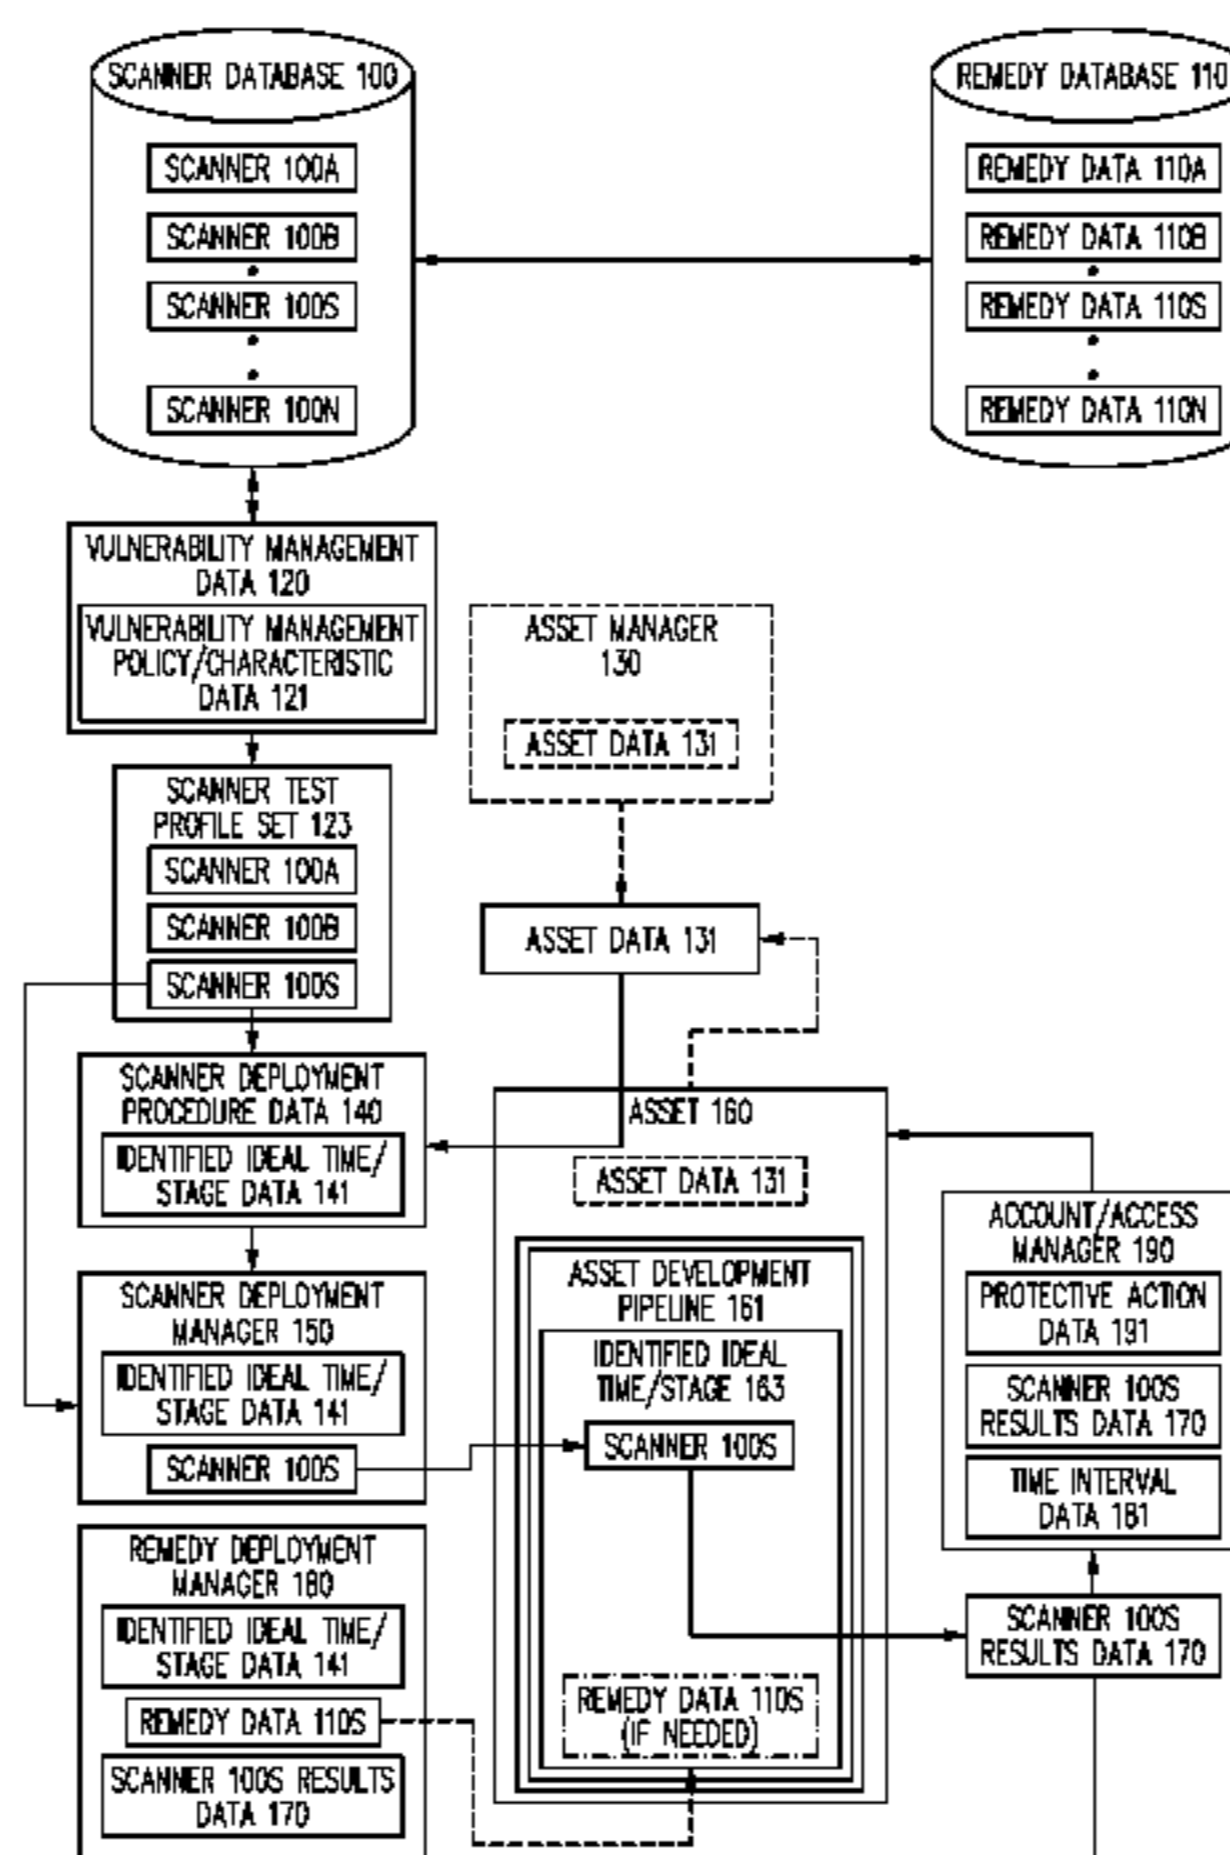 SCANNER DATABASE 100
SCANNER 100A
SCANNER 100B
SCANNER 100S
SCANNER 100N
REMEDY DATABASE 110
REMEDY DATA 110A
REMEDY DATA 110B
REMEDY DATA 110S
REMEDY DATA 110N
VULNERABILITY MANAGEMENT
DATA 120
VULNERABILITY MANAGEMENT
POLICY/CHARACTERISTIC
DATA 121
SCANNER TEST
PROFILE SET 123
SCANNER 100A
SCANNER 100B
SCANNER 100S
ASSET MANAGER
130
ASSET DATA 131
ASSET DATA 131
SCANNER DEPLOYMENT
PROCEDURE DATA 140
IDENTIFIED IDEAL TIME/
STAGE DATA 141
SCANNER DEPLOYMENT
MANAGER 150
IDENTIFIED IDEAL TIME/
STAGE DATA 141
SCANNER 100S
REMEDY DEPLOYMENT
MANAGER 180
IDENTIFIED IDEAL TIME/
STAGE DATA 141
REMEDY DATA 110S
SCANNER 100S RESULTS
DATA 170
ASSET 160
ASSET DATA 131
ASSET DEVELOPMENT
PIPELINE 161
IDENTIFIED IDEAL
TIME/STAGE 163
SCANNER 100S
REMEDY DATA 110S
(IF NEEDED)
ACCOUNT/ACCESS
MANAGER 190
PROTECTIVE ACTION
DATA 191
SCANNER 100S
RESULTS DATA 170
TIME INTERVAL
DATA 181
SCANNER 100S
RESULTS DATA 170